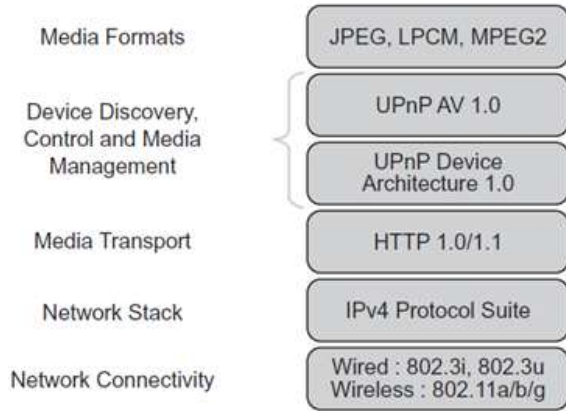 Media Formats
JPEG, LPCM, MPEG2
Device Discovery,
Control and Media
Management
UPnP AV 1.0
UPnP Device
Architecture 1.0
Media Transport
HTTP 1.0/1.1
Network Stack
IPv4 Protocol Suite
Network Connectivity
Wired : 802.3i, 802.3u
Wireless : 802.11a/b/g